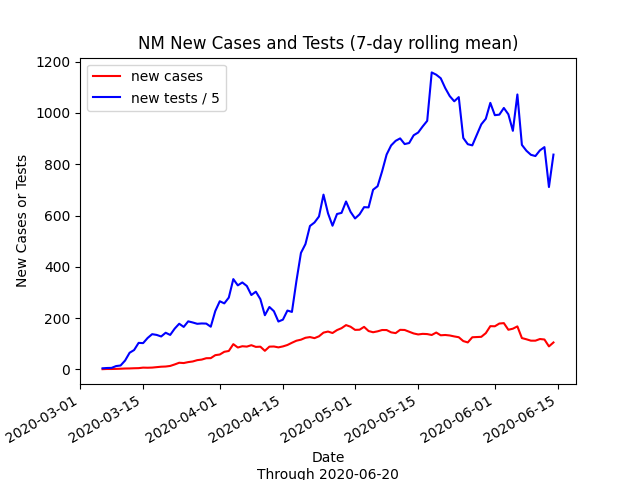 NM New Cases and Tests (7-day rolling mean)
new cases
new tests / 5
New Cases or Tests
1200
1000
800
600
400
200
0
2020-03-01
2020-03-15
2020-04-01
2020-04-15
2020-05-01
2020-05-15
2020-06-01
2020-06-15
Date
Through 2020-06-20